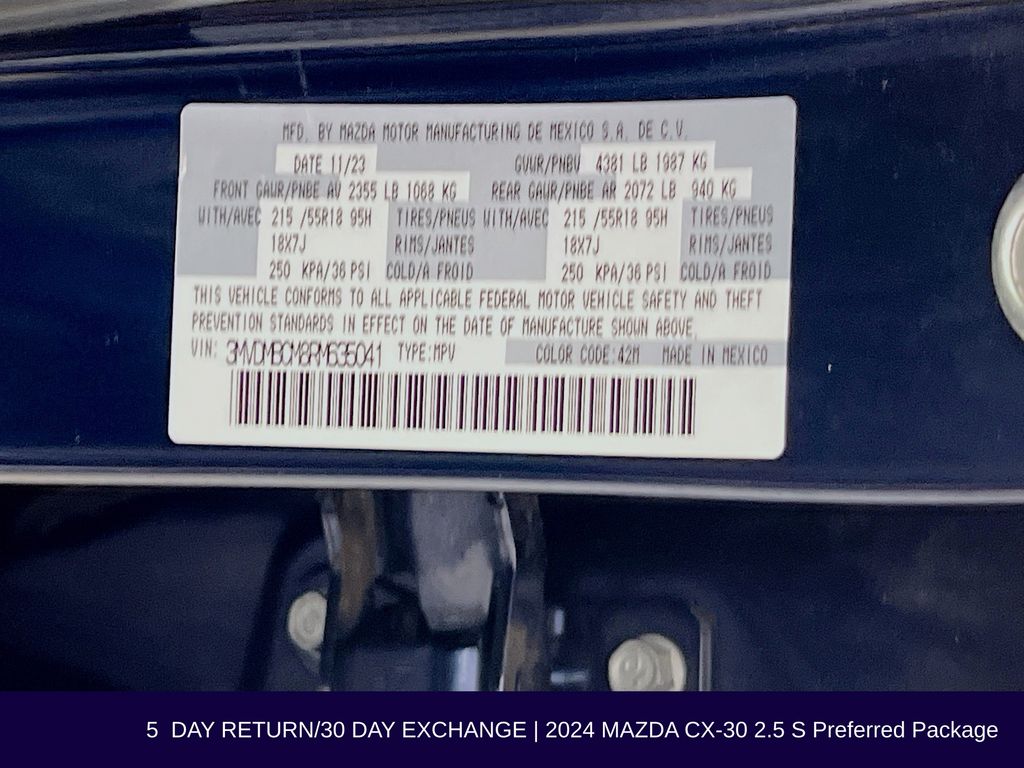 MFD. BY MAZDA MOTOR MANUFACTURING DE MEXICO S.A. DE C.V.
DATE 11/23 GVWR/PNBV 4381 LB 1987 KG
FRONT GAWR/PNBE AV 2355 LB 1068 KG REAR GAWR/PNBE AR 2072 LB 940 KG
WITH/AVEC 215 /55R18 95H TIRES/PNEUS WITH/AVEC 215 /55R18 95H TIRES/PNEUS
18X7J RIMS/JANTES 18X7J RIMS/JANTES
250 KPA/36 PSI COLD/A FROID 250 KPA/36 PSI COLD/A FROID
THIS VEHICLE CONFORMS TO ALL APPLICABLE FEDERAL MOTOR VEHICLE SAFETY AND THEFT
PREVENTION STANDARDS IN EFFECT ON THE DATE OF MANUFACTURE SHOWN ABOVE.
VIN: 3MVDMBCM8RM635041 TYPE:MPV COLOR CODE:42M MADE IN MEXICO
5 DAY RETURN/30 DAY EXCHANGE | 2024 MAZDA CX-30 2.5 S Preferred Package